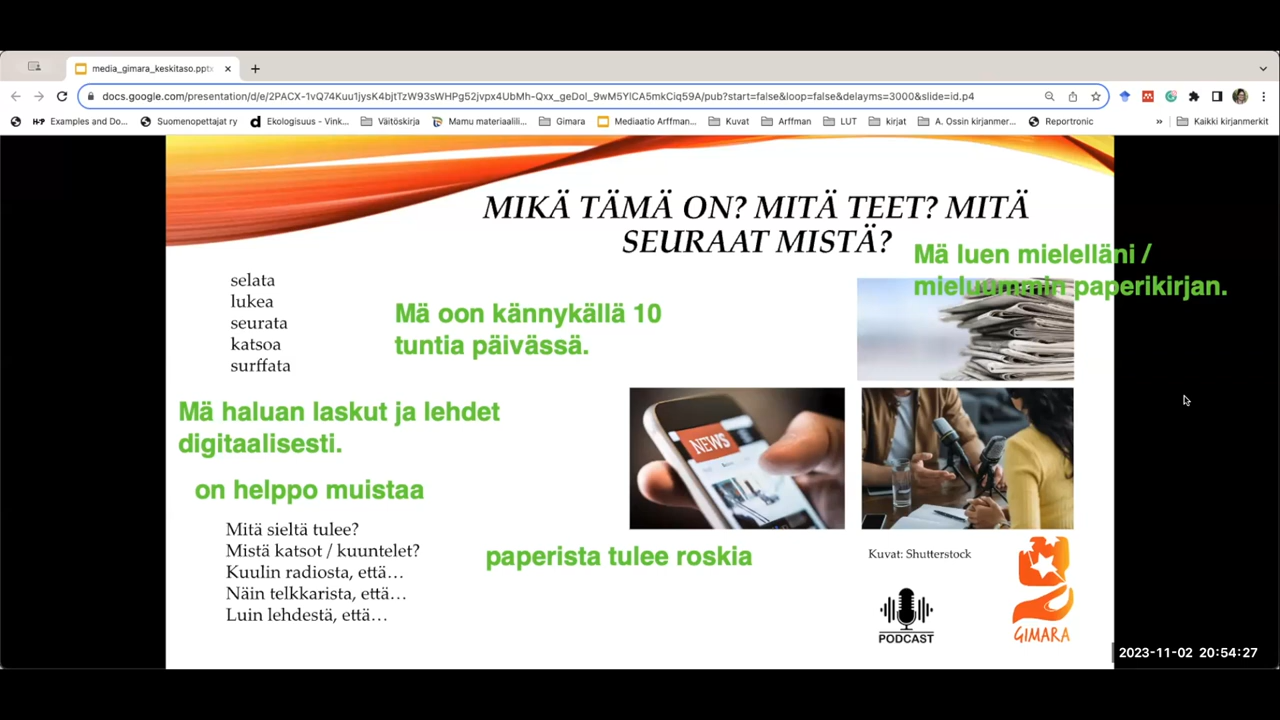 media_gimara_keskitaso.pptx
docs.google.com/presentation/d/e/2PACX-1vQ74Kuu1jysK4bjtTzW93sWHPg52jvpx4UbMh-Qxx_geDol_9wM5YlCA5mkCiq59A/pub?start=false&loop=false&delayms=3000&slide=id.p4
Examples and Do... Suomenopettajat ry Ekologisuus - Vink... Väitöskirja Mamu materiaalili... Gimara Mediaatio Arffman... Kuvat Arffman LUT kirjat A. Ossin kirjanmer... Reportronic » Kaikki kirjanmerkit
MIKÄ TÄMÄ ON? MITÄ TEET? MITÄ
SEURAAT MISTÄ?
Mä luen mielelläni /
mieluummin paperikirjan.
selata
lukea
seurata
katsoa
surffata
Mä oon kännykällä 10
tuntia päivässä.
Mä haluan laskut ja lehdet
digitaalisesti.
on helppo muistaa
NEWS
Mitä sieltä tulee?
Mistä katsot / kuuntelet?
Kuulin radiosta, että…
Näin telkkarista, että…
Luin lehdestä, että…
paperista tulee roskia
Kuvat: Shutterstock
PODCAST
GIMARA
2023-11-02 20:54:27